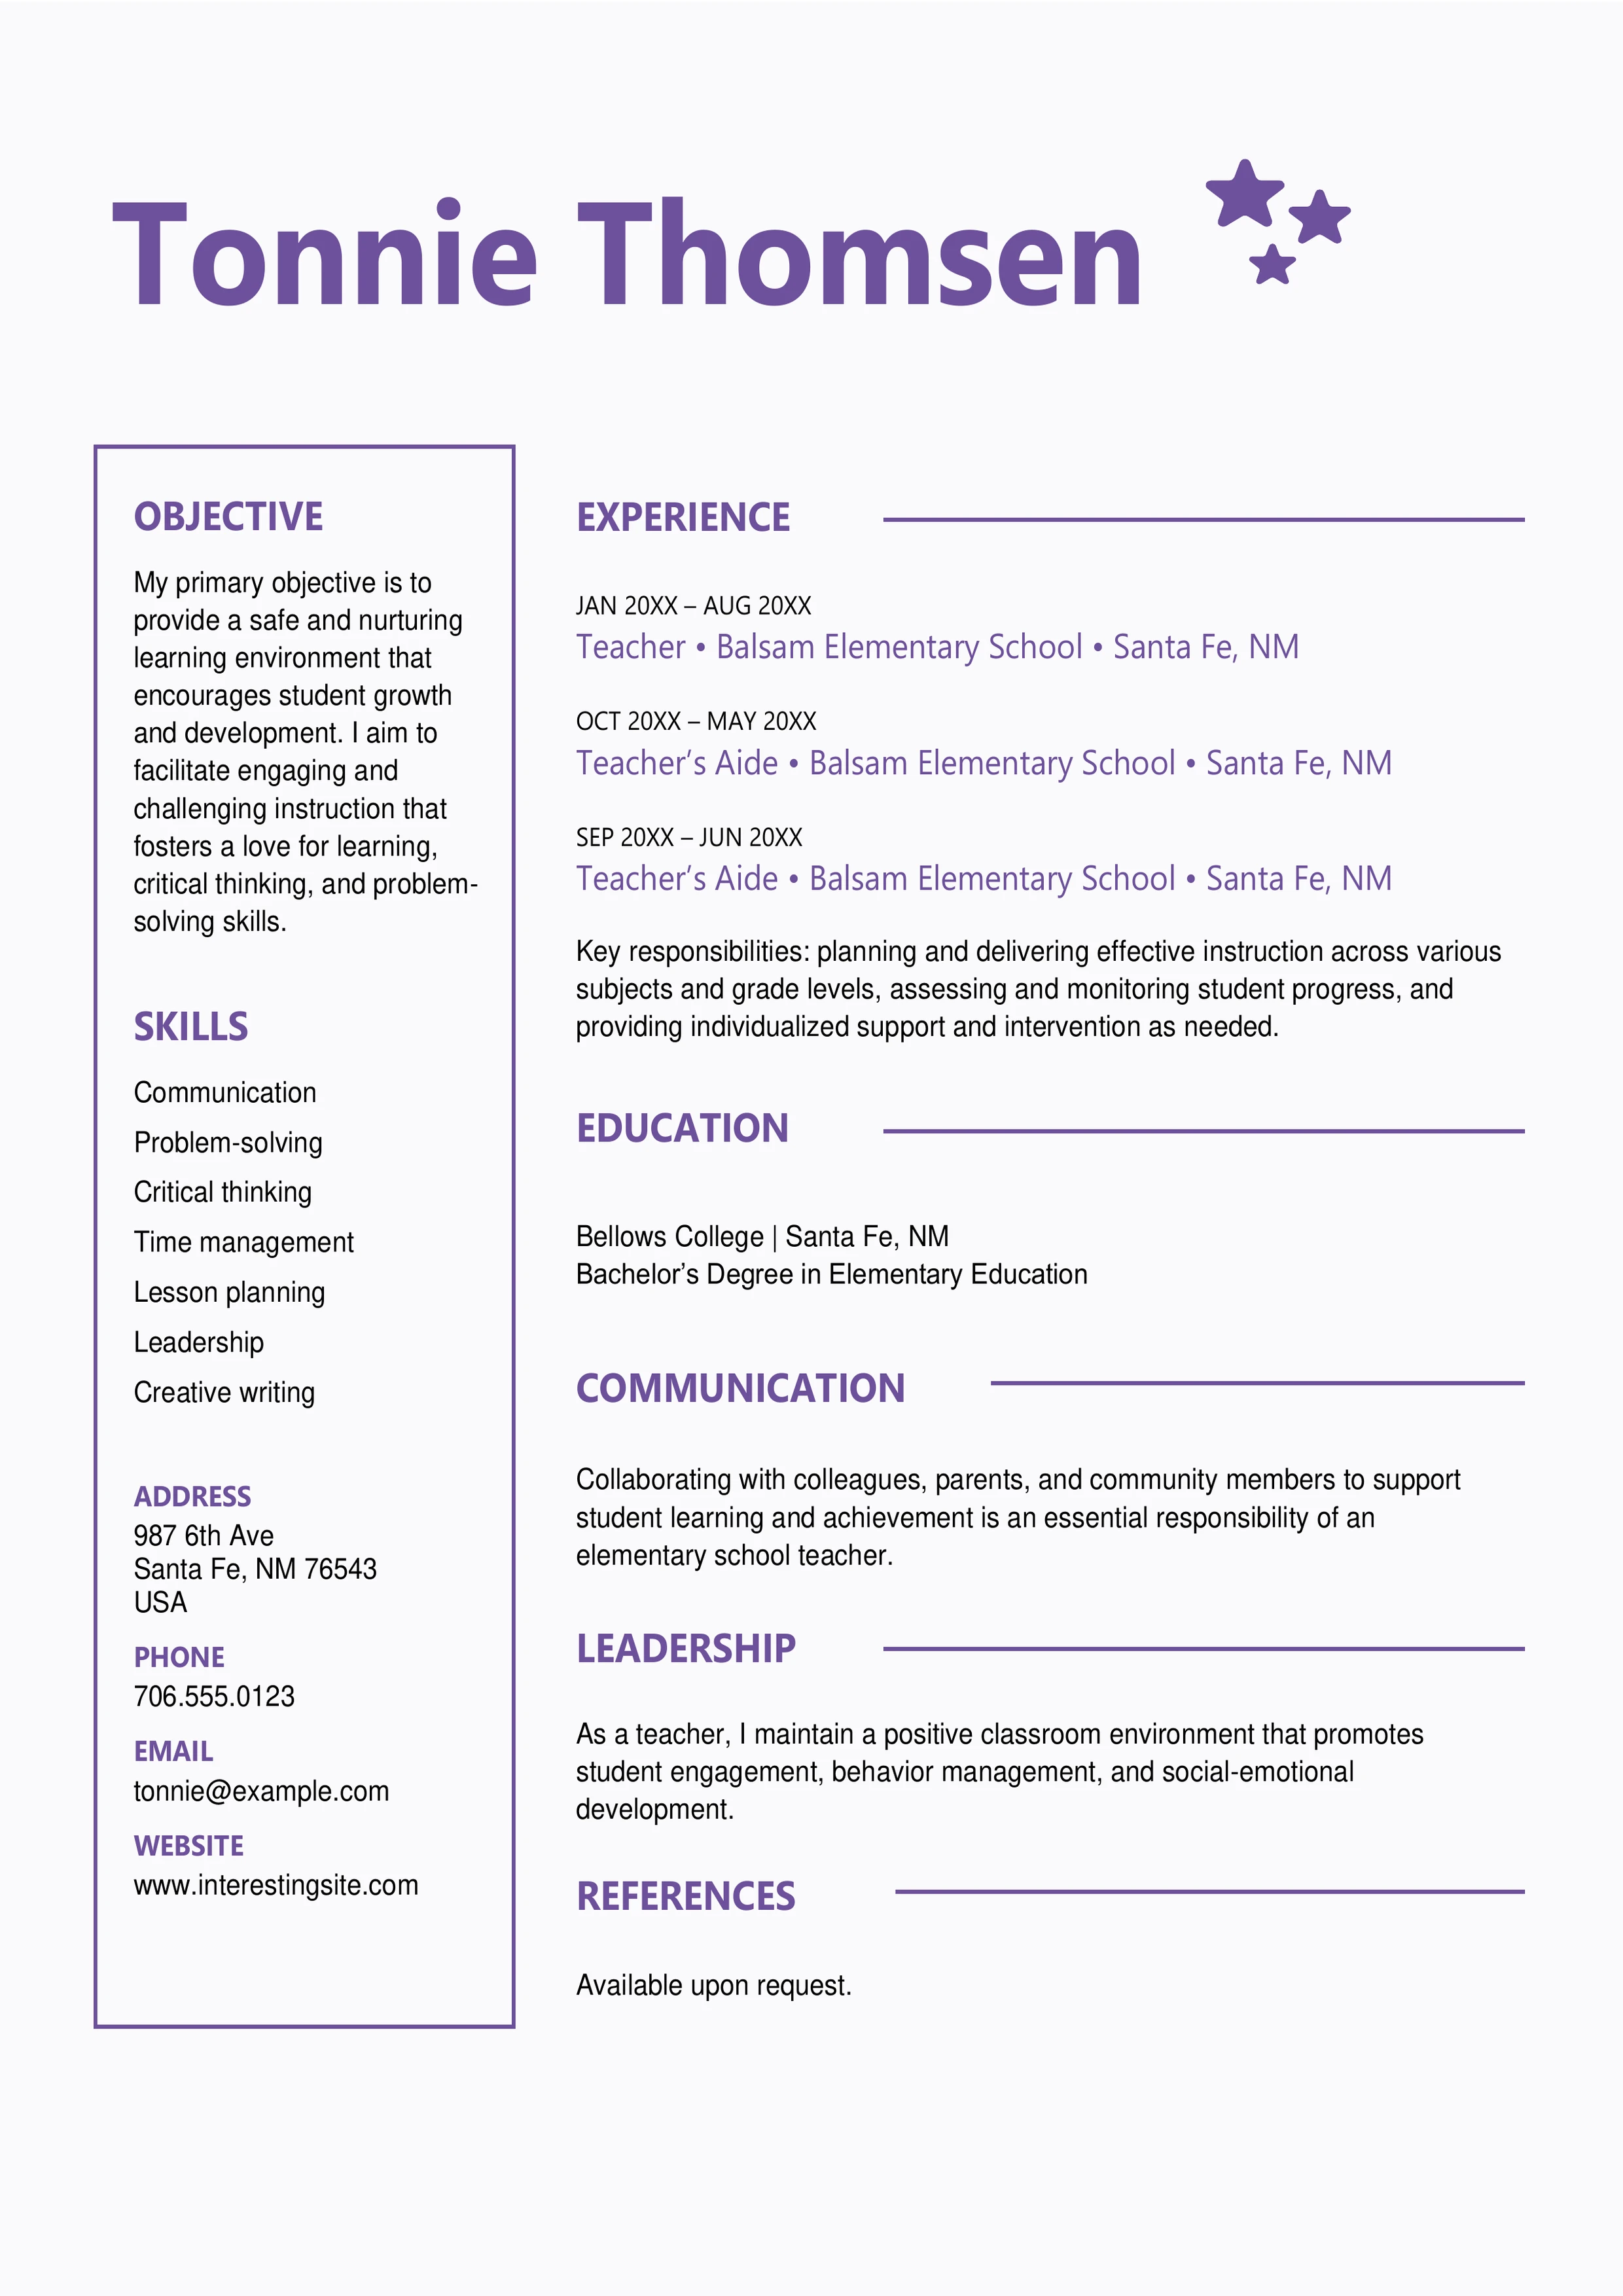 Tonnie Thomsen
OBJECTIVE
My primary objective is to
provide a safe and nurturing
learning environment that
encourages student growth
and development. I aim to
facilitate engaging and
challenging instruction that
fosters a love for learning,
critical thinking, and problem-
solving skills.
SKILLS
Communication
Problem-solving
Critical thinking
Time management
Lesson planning
Leadership
Creative writing
ADDRESS
987 6th Ave
Santa Fe, NM 76543
USA
PHONE
706.555.0123
EMAIL
tonnie@example.com
WEBSITE
www.interestingsite.com
EXPERIENCE
JAN 20XX – AUG 20XX
Teacher • Balsam Elementary School • Santa Fe, NM
OCT 20XX – MAY 20XX
Teacher’s Aide • Balsam Elementary School • Santa Fe, NM
SEP 20XX – JUN 20XX
Teacher’s Aide • Balsam Elementary School • Santa Fe, NM
Key responsibilities: planning and delivering effective instruction across various
subjects and grade levels, assessing and monitoring student progress, and
providing individualized support and intervention as needed.
EDUCATION
Bellows College | Santa Fe, NM
Bachelor’s Degree in Elementary Education
COMMUNICATION
Collaborating with colleagues, parents, and community members to support
student learning and achievement is an essential responsibility of an
elementary school teacher.
LEADERSHIP
As a teacher, I maintain a positive classroom environment that promotes
student engagement, behavior management, and social-emotional
development.
REFERENCES
Available upon request.